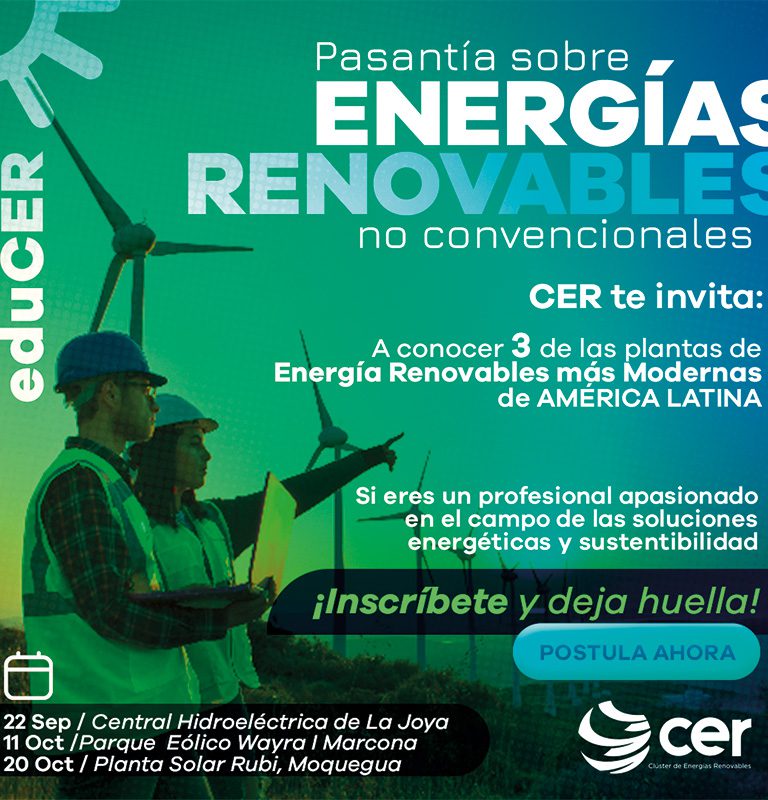 Pasantía sobre
ENERGÍAS
RENOVABLES
no convencionales
eduCER
CER te invita:
A conocer 3 de las plantas de
Energía Renovables más Modernas
de AMÉRICA LATINA
Si eres un profesional apasionado
en el campo de las soluciones
energéticas y sustentibilidad
¡Inscríbete y deja huella!
POSTULA AHORA
22 Sep / Central Hidroeléctrica de La Joya
11 Oct /Parque Eólico Wayra I Marcona
20 Oct / Planta Solar Rubi, Moquegua
cer
Clúster de Energías Renovables